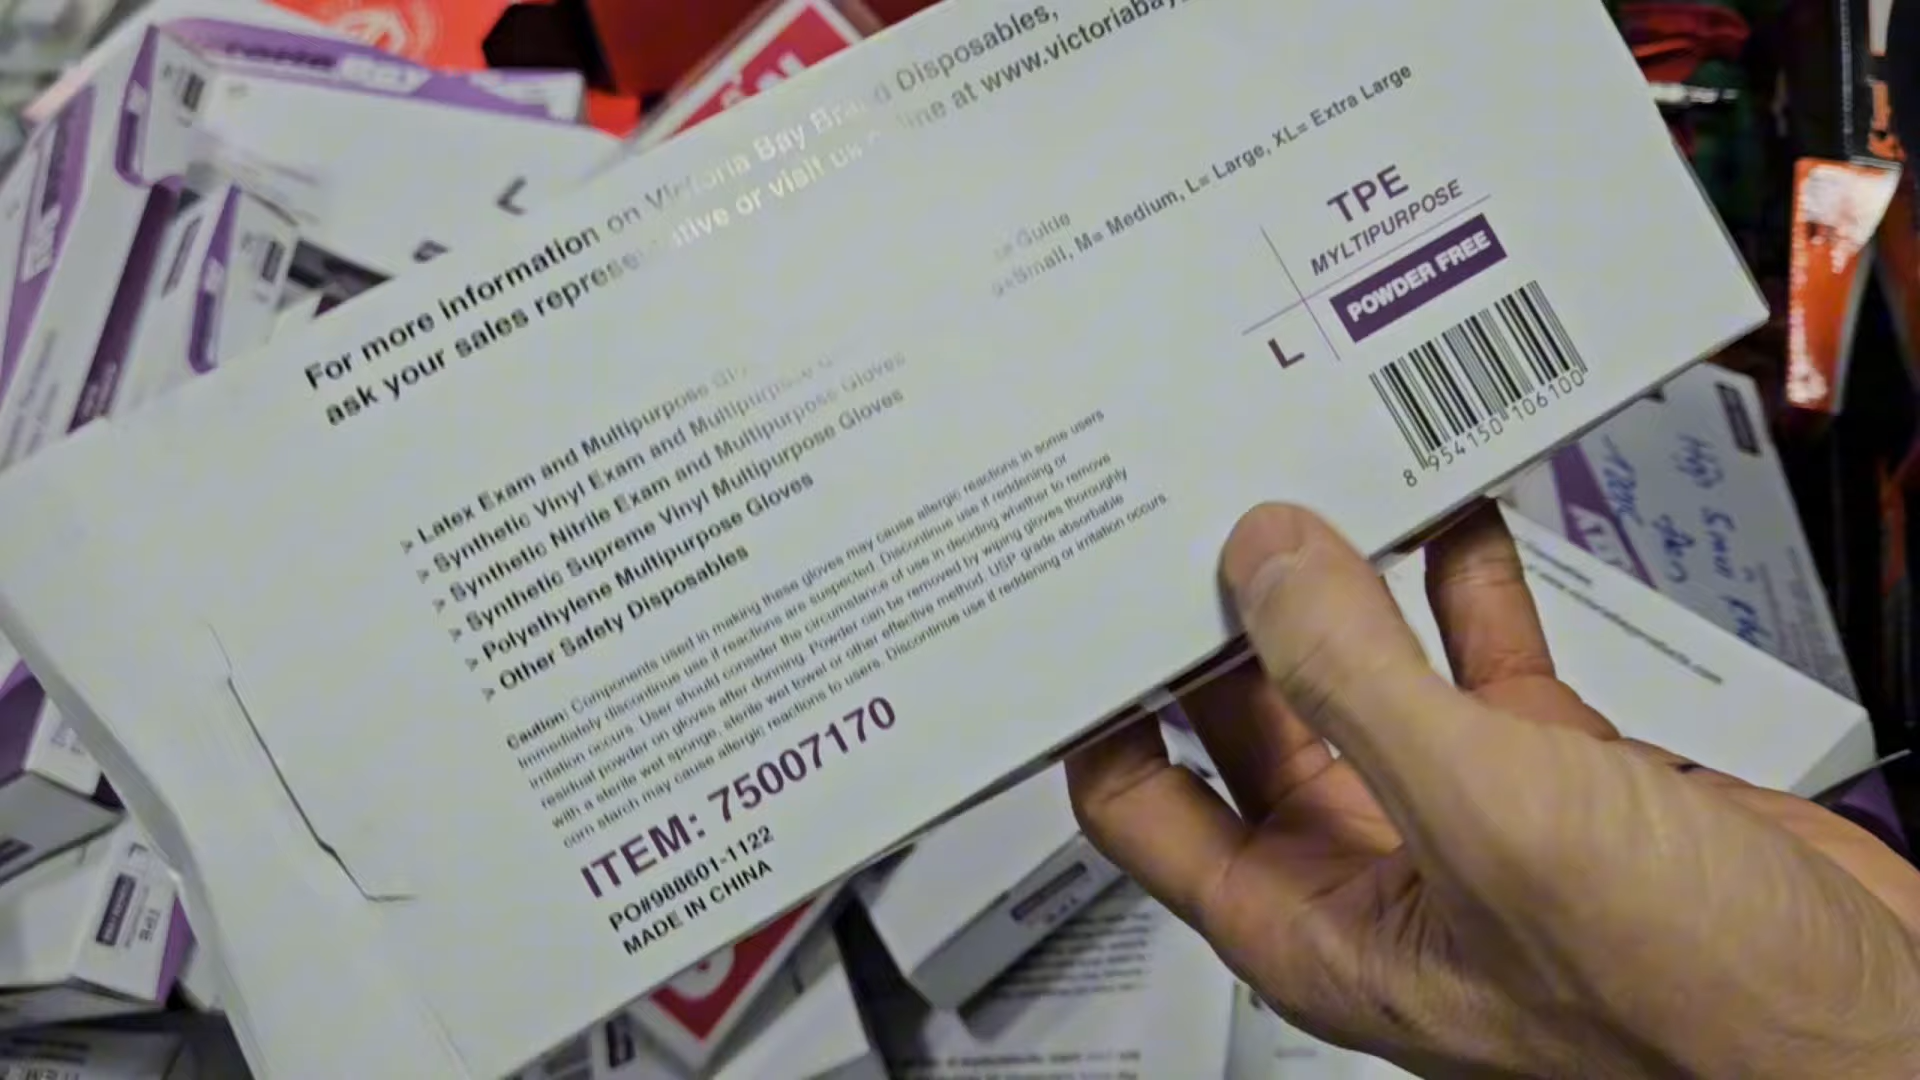 For more information on Victoria Bay Brand Disposables,
ask your sales representative or visit us online at www.victoriabay
Guide
Small, M= Medium, L= Large, XL= Extra Large
TPE
MYLTIPURPOSE
POWDER FREE
L
8 954150 106100
> Latex Exam and Multipurpose
> Synthetic Vinyl Exam and Multipurpose
> Synthetic Nitrile Exam and Multipurpose Gloves
> Synthetic Supreme Vinyl Multipurpose Gloves
> Polyethylene Multipurpose Gloves
> Other Safety Disposables
Caution: Components used in making these gloves may cause allergic reactions in some users
Immediately discontinue use if reactions are suspected. Discontinue use if reddening or
irritation occurs. User should consider the circumstance of use in deciding whether to remove
residual powder on gloves after donning. Powder can be removed by wiping gloves thoroughly
with a sterile wet sponge, sterile wet towel or other effective method. USP grade absorbable
corn starch may cause allergic reactions to users. Discontinue use if reddening or irritation occurs.
ITEM: 75007170
PO#988601-1122
MADE IN CHINA